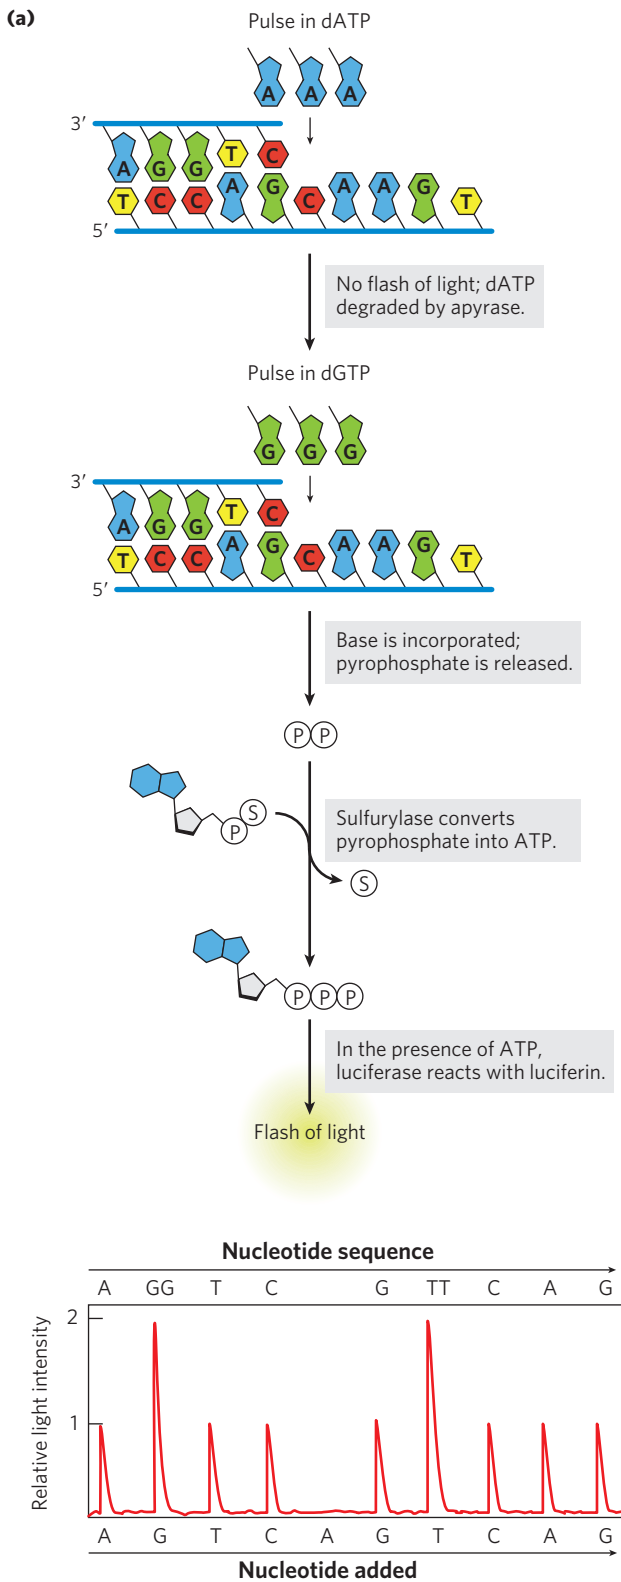 (a)
Pulse in dATP
A A A
3′
A G G T C
T C C A G C A A G T
5′
No flash of light; dATP
degraded by apyrase.
Pulse in dGTP
G G G
3′
A G G T C
T C C A G C A A G T
5′
Base is incorporated;
pyrophosphate is released.
P P
S
P
Sulfurylase converts
pyrophosphate into ATP.
S
P P P
In the presence of ATP,
luciferase reacts with luciferin.
Flash of light
Nucleotide sequence
A GG T C G TT C A G
2
1
Relative light intensity
A G T C A G T C A G
Nucleotide added